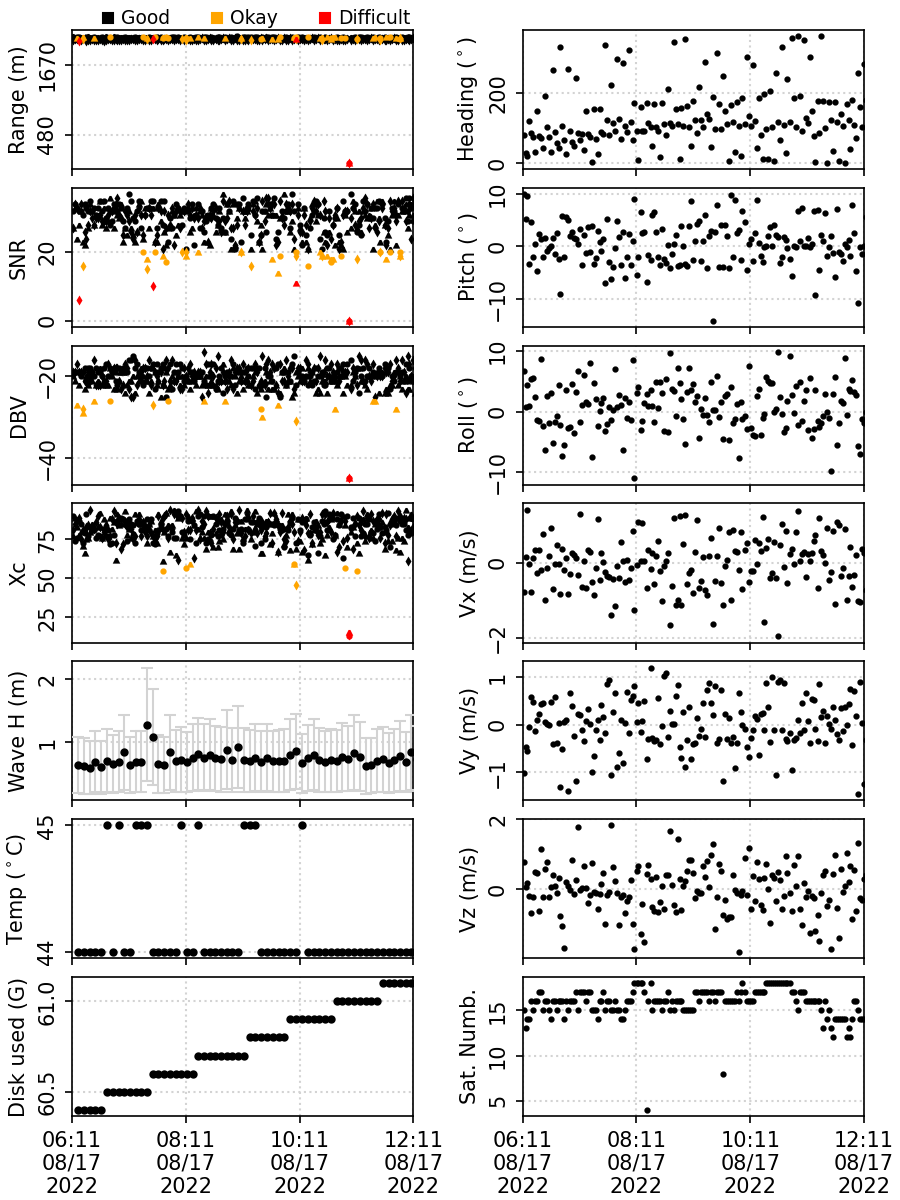 Good Okay Difficult
Range (m)
1670
480
Heading (°)
200
0
SNR
20
0
Pitch (°)
10
0
−10
DBV
−20
−40
Roll (°)
10
0
−10
Xc
75
50
25
Vx (m/s)
0
−2
Wave H (m)
2
1
Vy (m/s)
1
0
−1
Temp (°C)
45
44
Vz (m/s)
2
0
Disk used (G)
61.0
60.5
Sat. Numb.
15
10
5
06:11 08:11 10:11 12:11
08/17 08/17 08/17 08/17
2022 2022 2022 2022
06:11 08:11 10:11 12:11
08/17 08/17 08/17 08/17
2022 2022 2022 2022